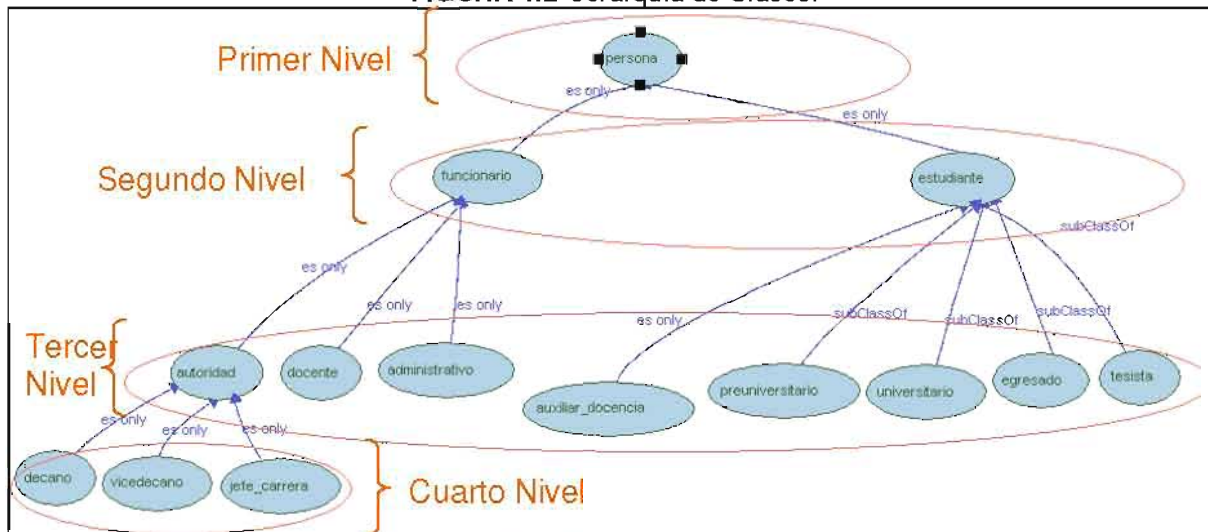 Primer Nivel
persona
es only
es only
Segundo Nivel
funcionario
estudiante
subClassOf
es only
es only
es only
es only
subClassOf
subClassOf
subClassOf
Tercer
Nivel
autoridad
docente
administrativo
auxiliar_docencia
preuniversitario
universitario
egresado
tesista
es only
es only
es only
decano
vicedecano
jefe_carrera
Cuarto Nivel